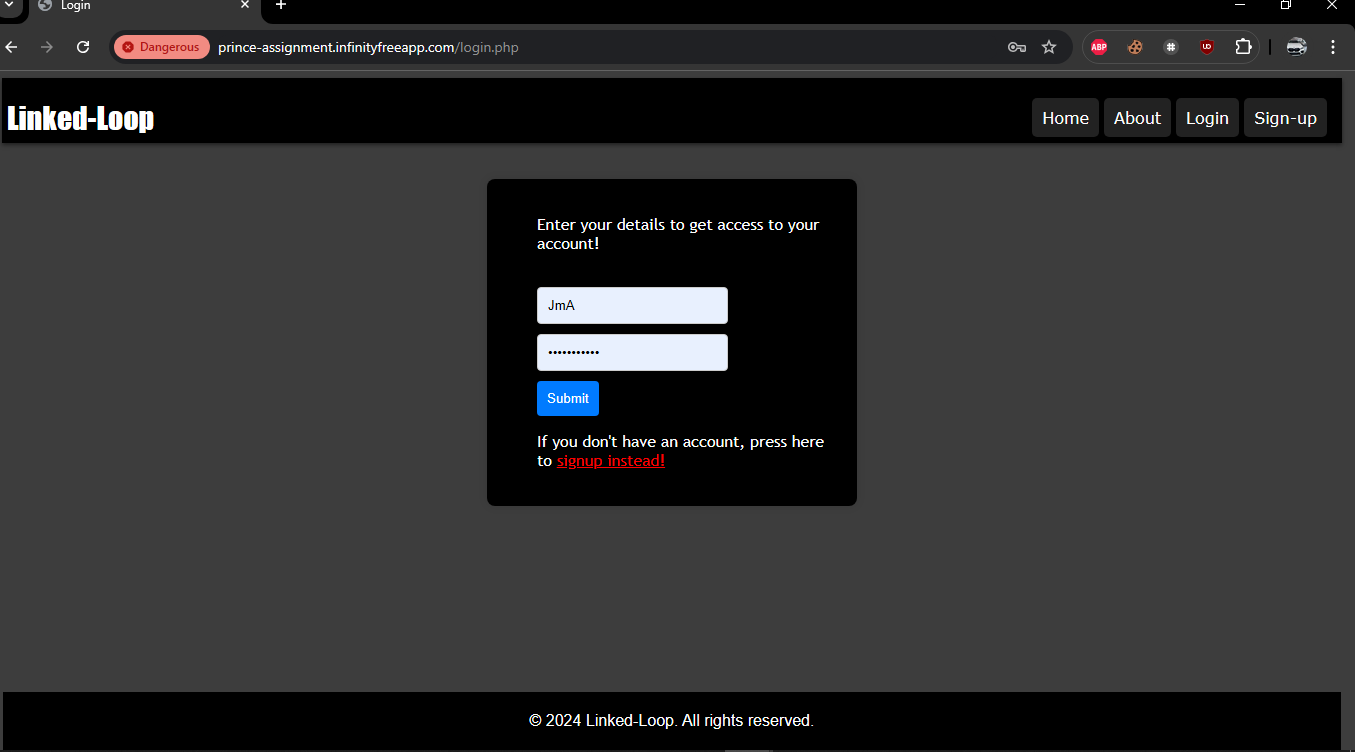 Login
Dangerous prince-assignment.infinityfreeapp.com/login.php
ABP
#
UD
Linked-Loop
Home About Login Sign-up
Enter your details to get access to your
account!
JmA
•••••••••••
Submit
If you don't have an account, press here
to signup instead!
© 2024 Linked-Loop. All rights reserved.